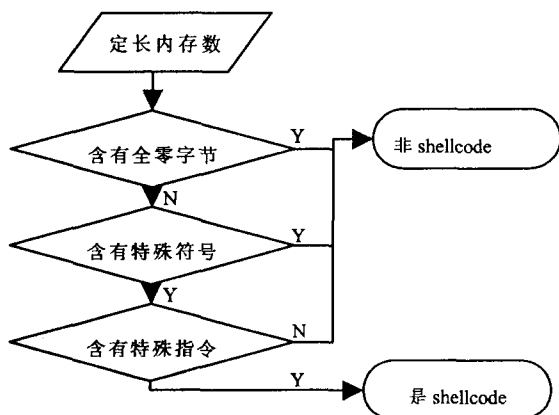 定长内存数
含有全零字节
Y
非 shellcode
N
含有特殊符号
Y
Y
含有特殊指令
N
Y
是 shellcode